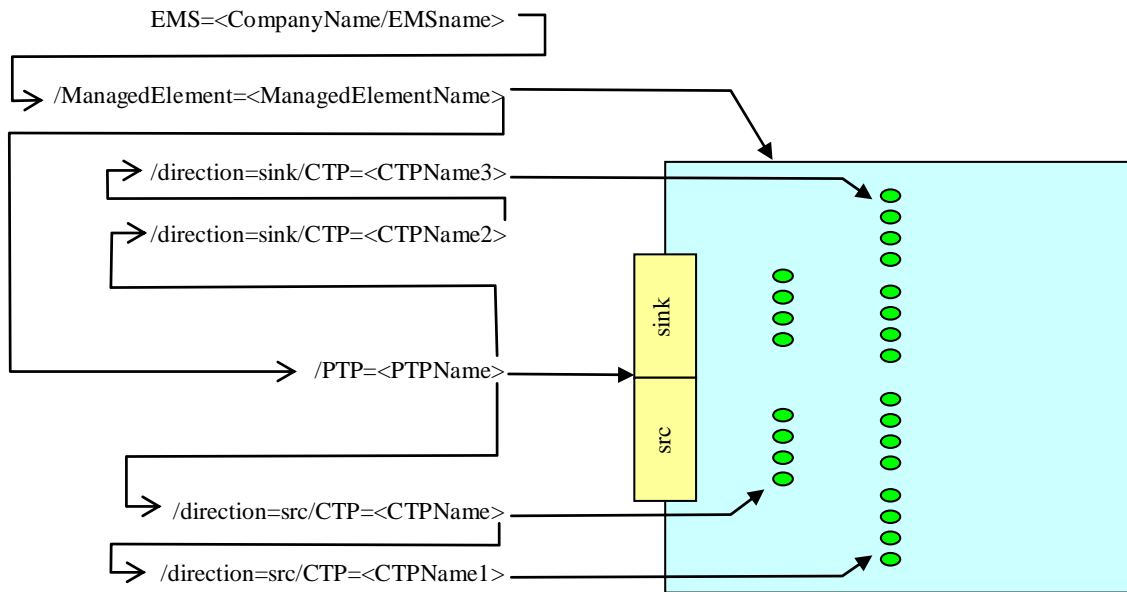 EMS=<CompanyName/EMSname>
/ManagedElement=<ManagedElementName>
/direction=sink/CTP=<CTPName3>
/direction=sink/CTP=<CTPName2>
sink
/PTP=<PTPName>
src
/direction=src/CTP=<CTPName>
/direction=src/CTP=<CTPName1>